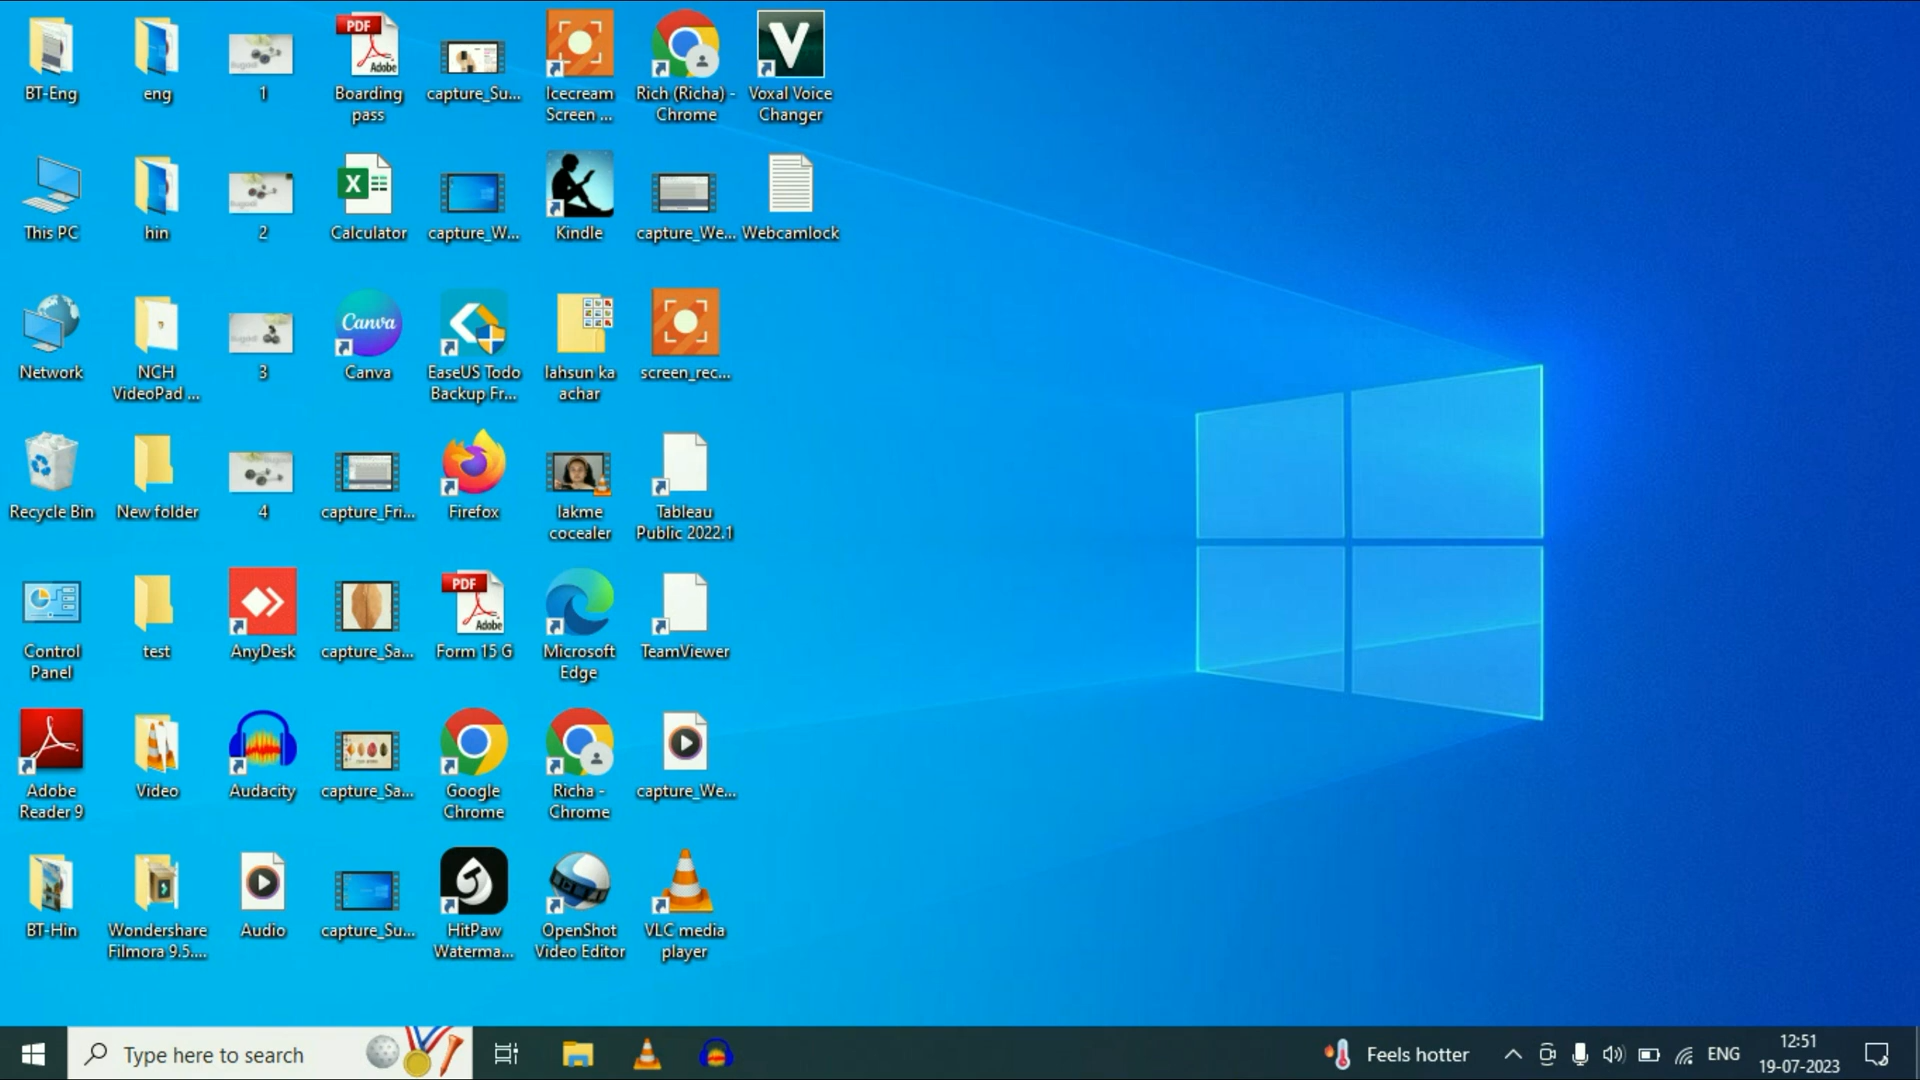 BT-Eng
eng
1
PDF
Adobe
Boarding
pass
capture_Su...
Icecream
Screen ...
Rich (Richa) -
Chrome
V
Voxal Voice
Changer
This PC
hin
2
X
Calculator
capture_W...
Kindle
capture_We...
Webcamlock
Network
NCH
VideoPad ...
3
Canva
Canva
EaseUS Todo
Backup Fr...
lahsun ka
achar
screen_rec...
Recycle Bin
New folder
4
capture_Fri...
Firefox
lakme
cocealer
Tableau
Public 2022.1
Control
Panel
test
AnyDesk
capture_Sa...
PDF
Adobe
Form 15 G
Microsoft
Edge
TeamViewer
Adobe
Reader 9
Video
Audacity
capture_Sa...
Google
Chrome
Richa -
Chrome
capture_We...
BT-Hin
Wondershare
Filmora 9.5....
Audio
capture_Su...
HitPaw
Waterma...
OpenShot
Video Editor
VLC media
player
Type here to search
Feels hotter
ENG
12:51
19-07-2023